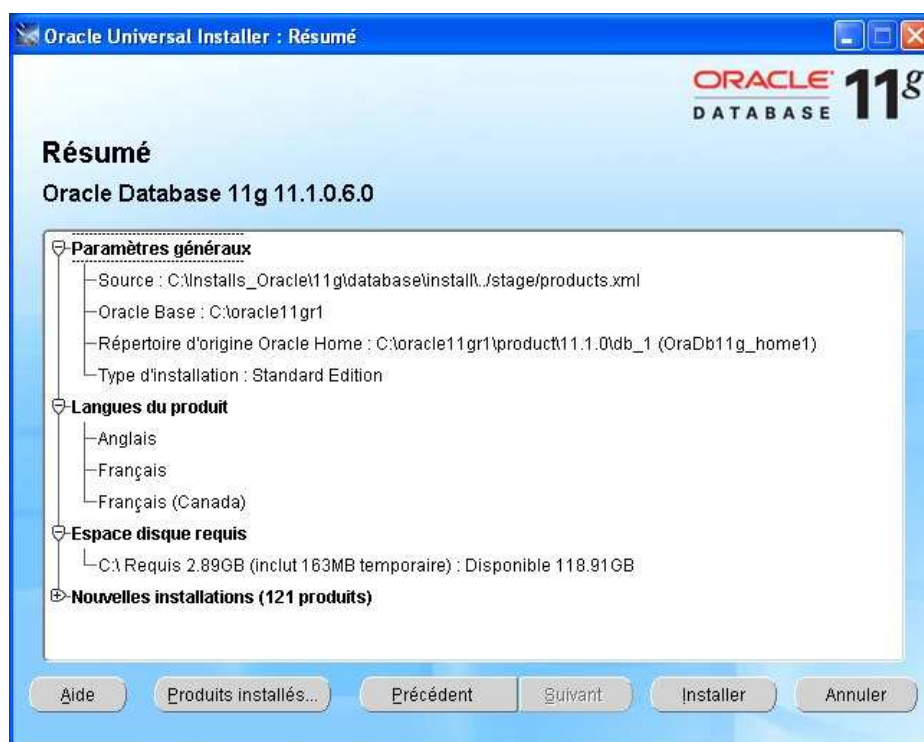 Oracle Universal Installer : Résumé
ORACLE 11g
DATABASE
Résumé
Oracle Database 11g 11.1.0.6.0
Paramètres généraux
Source : C:\Installs_Oracle\11g\database\install\../stage/products.xml
Oracle Base : C:\oracle11gr1
Répertoire d'origine Oracle Home : C:\oracle11gr1\product\11.1.0\db_1 (OraDb11g_home1)
Type d'installation : Standard Edition
Langues du produit
Anglais
Français
Français (Canada)
Espace disque requis
C:\ Requis 2.89GB (inclut 163MB temporaire) : Disponible 118.91GB
Nouvelles installations (121 produits)
Aide Produits installés... Précédent Suivant Installer Annuler